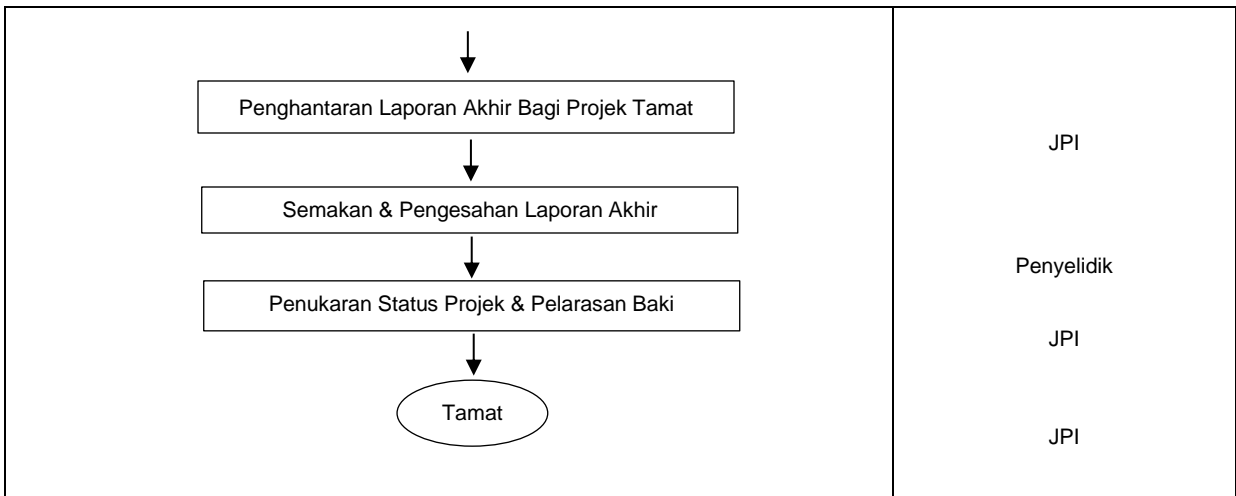 Penghantaran Laporan Akhir Bagi Projek Tamat
JPI
Semakan & Pengesahan Laporan Akhir
Penyelidik
Penukaran Status Projek & Pelarasan Baki
JPI
Tamat
JPI